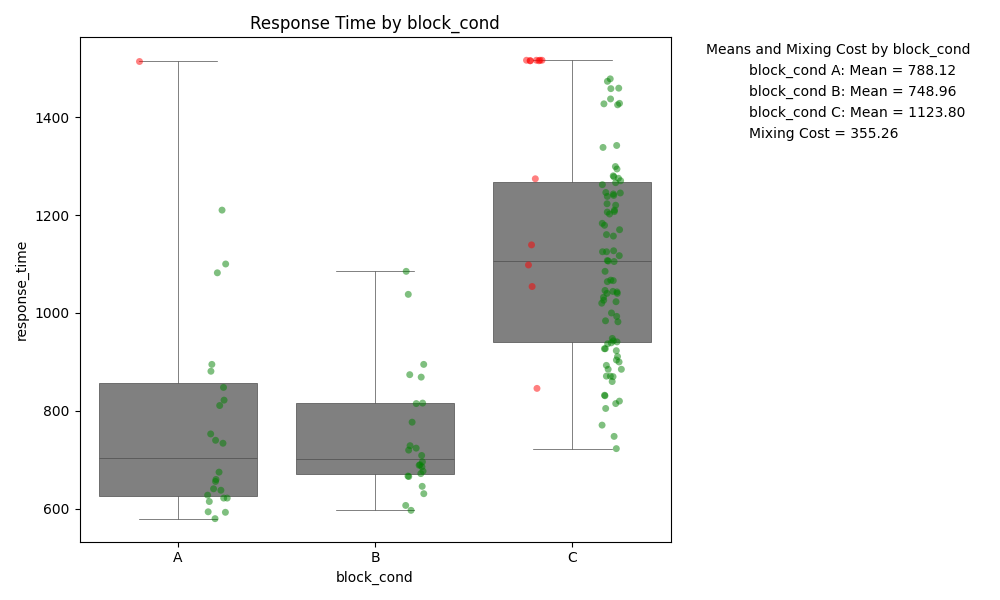 Response Time by block_cond
Means and Mixing Cost by block_cond
block_cond A: Mean = 788.12
block_cond B: Mean = 748.96
block_cond C: Mean = 1123.80
Mixing Cost = 355.26
response_time
1400
1200
1000
800
600
A
B
C
block_cond